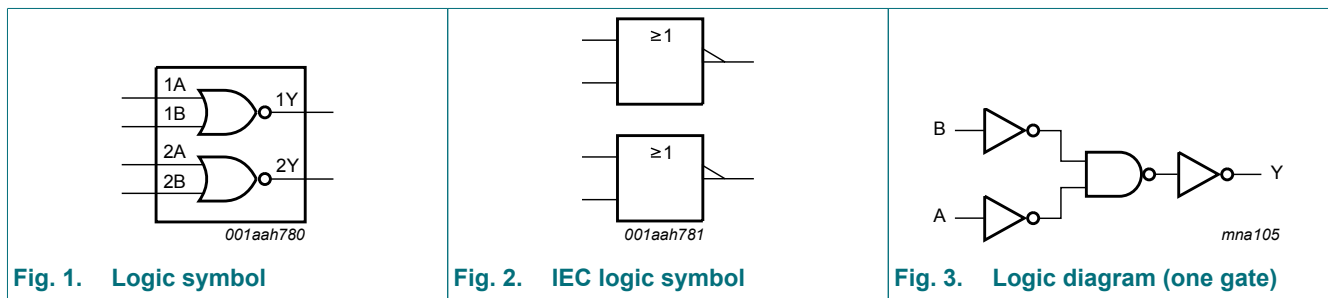 1A
1B
1Y
2A
2B
2Y
001aah780
Fig. 1. Logic symbol
≥1
≥1
001aah781
Fig. 2. IEC logic symbol
B
A
Y
mna105
Fig. 3. Logic diagram (one gate)